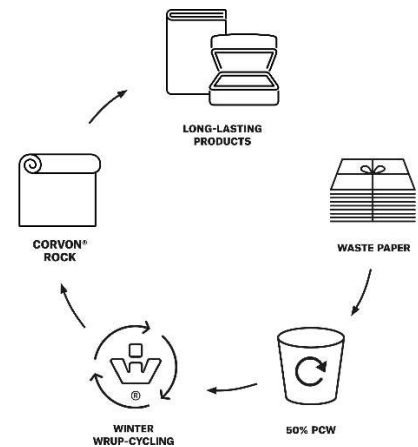 LONG-LASTING
PRODUCTS
CORVON®
ROCK
WASTE PAPER
®
WINTER
WRUP-CYCLING
50% PCW